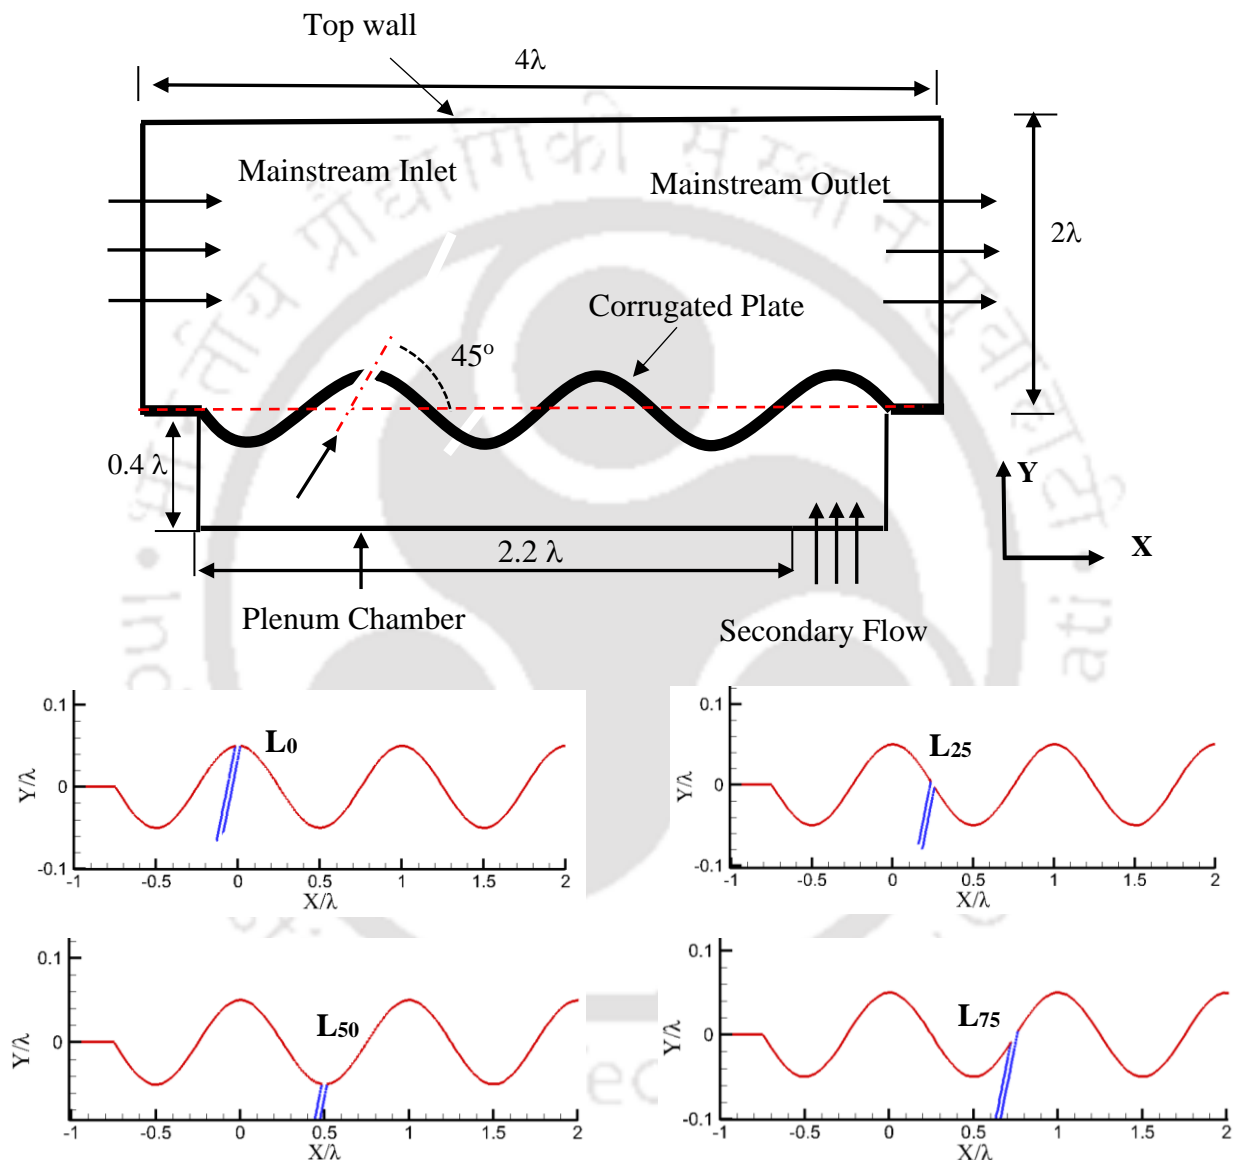 Top wall
4λ
Mainstream Inlet
Mainstream Outlet
2λ
Corrugated Plate
45°
0.4 λ
Y
2.2 λ
X
Plenum Chamber
Secondary Flow
0.1
L0
Y/λ
0
-0.1
-1 -0.5 0 0.5 1 1.5 2
X/λ
0.1
L25
Y/λ
0
-0.1
-1 -0.5 0 0.5 1 1.5 2
X/λ
0.1
L50
Y/λ
0
-1 -0.5 0 0.5 1 1.5 2
X/λ
0.1
L75
Y/λ
0
-0.1
-1 -0.5 0 0.5 1 1.5 2
X/λ